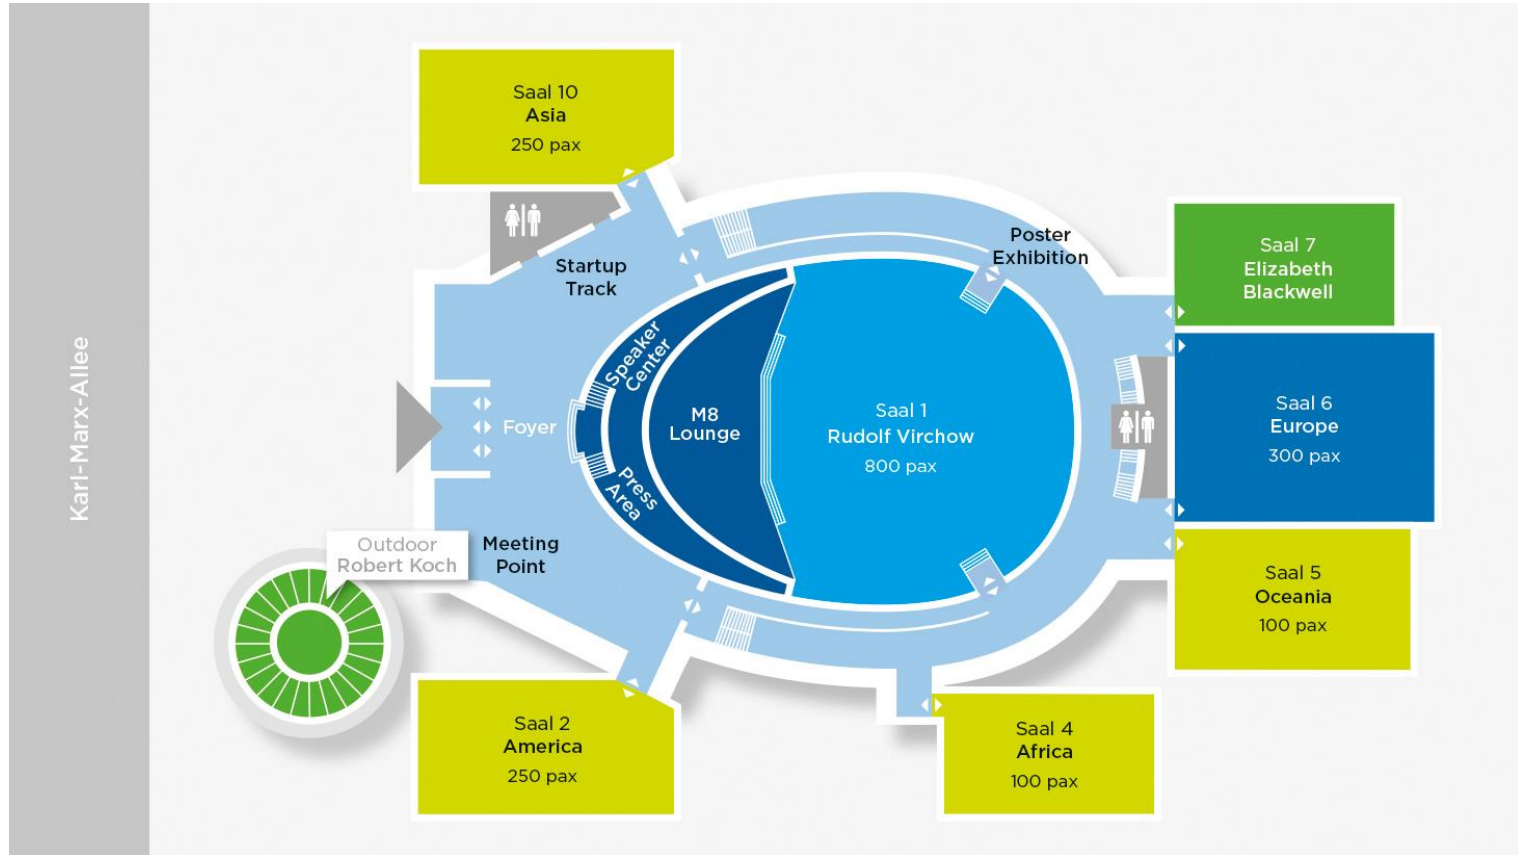 Karl-Marx-Allee
Saal 10
Asia
250 pax
Startup
Track
Poster
Exhibition
Saal 7
Elizabeth
Blackwell
Speaker
Center
M8
Lounge
Saal 1
Rudolf Virchow
800 pax
Saal 6
Europe
300 pax
Foyer
Press
Area
Outdoor
Robert Koch
Meeting
Point
Saal 5
Oceania
100 pax
Saal 2
America
250 pax
Saal 4
Africa
100 pax